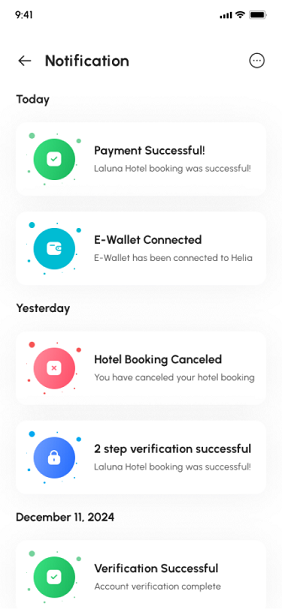 9:41
Notification
Today
Payment Successful!
Laluna Hotel booking was successful!
E-Wallet Connected
E-Wallet has been connected to Helia
Yesterday
Hotel Booking Canceled
You have canceled your hotel booking
2 step verification successful
Laluna Hotel booking was successful!
December 11, 2024
Verification Successful
Account verification complete